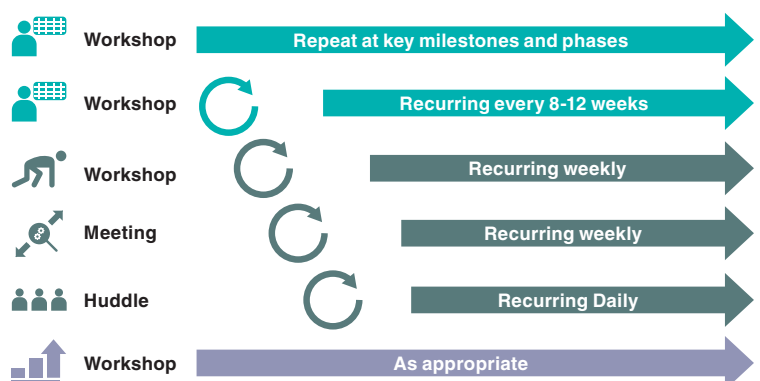 Workshop Repeat at key milestones and phases
Workshop Recurring every 8-12 weeks
Workshop Recurring weekly
Meeting Recurring weekly
Huddle Recurring Daily
Workshop As appropriate